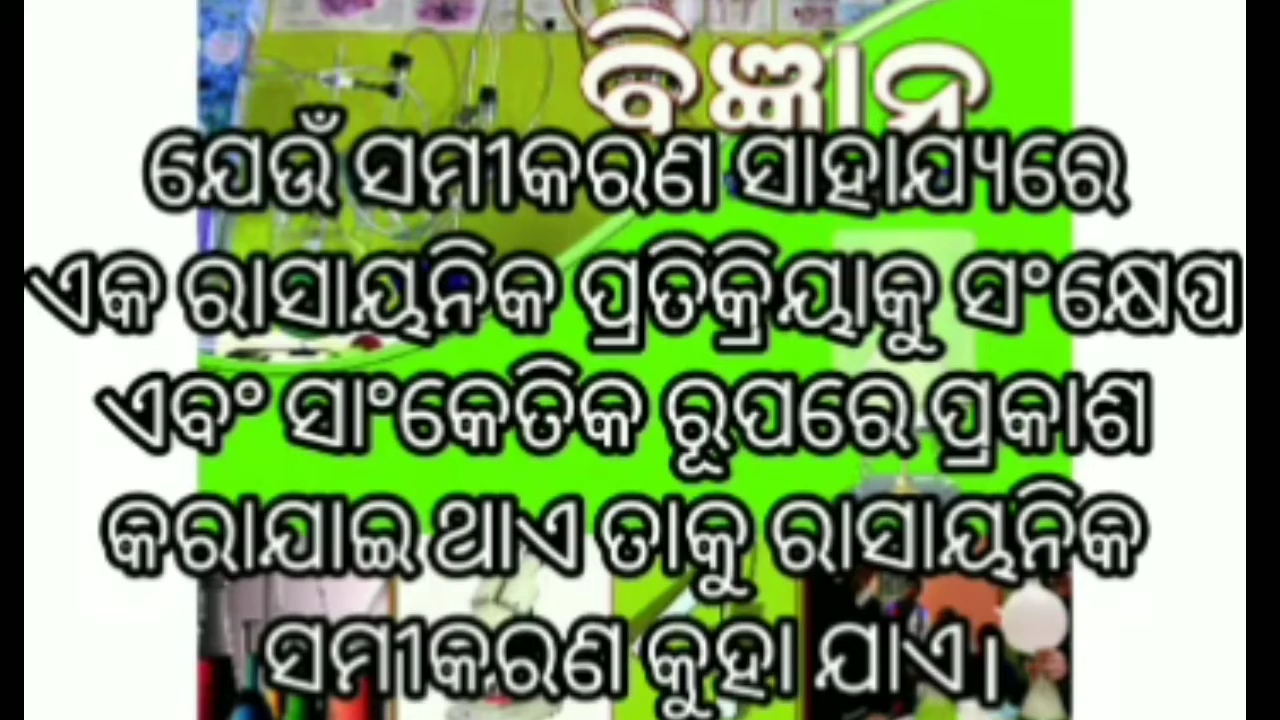 ବିଜ୍ଞାନ
ଯେଉଁ ସମୀକରଣ ସାହାଯ୍ୟରେ
ଏକ ରାସାୟନିକ ପ୍ରତିକ୍ରିୟାକୁ ସଂକ୍ଷେପ
ଏବଂ ସାଂକେତିକ ରୂପରେ ପ୍ରକାଶ
କରାଯାଇ ଥାଏ ତାକୁ ରାସାୟନିକ
ସମୀକରଣ କୁହା ଯାଏ।